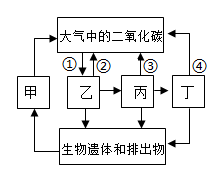 大气中的二氧化碳
① ② ③ ④
甲 乙 丙 丁
生物遗体和排出物